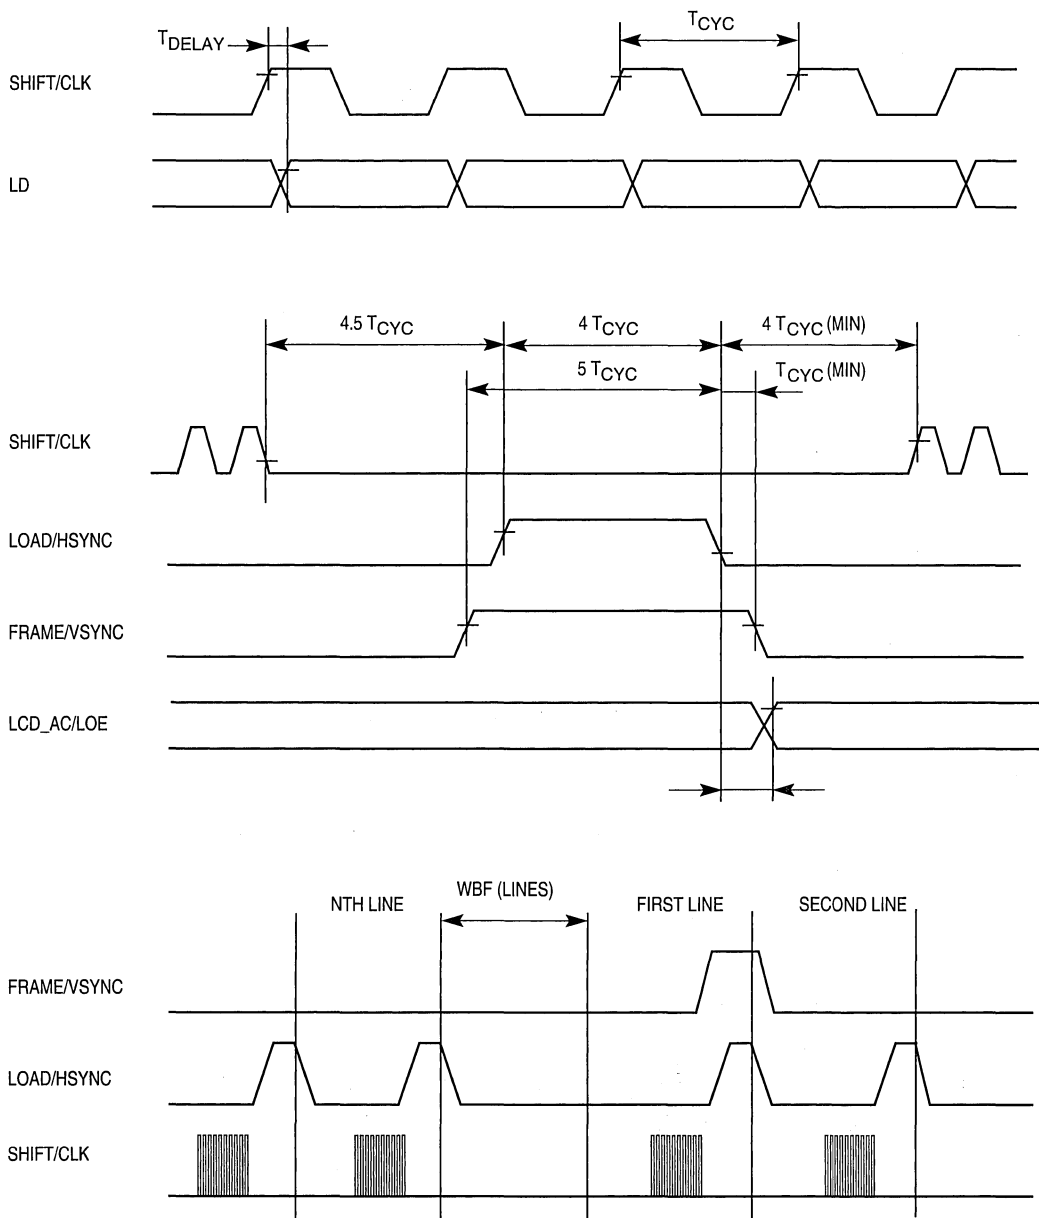 TDELAY
TCYC
SHIFT/CLK
LD
4.5 TCYC
4 TCYC
4 TCYC (MIN)
5 TCYC
TCYC (MIN)
SHIFT/CLK
LOAD/HSYNC
FRAME/VSYNC
LCD_AC/LOE
NTH LINE
WBF (LINES)
FIRST LINE
SECOND LINE
FRAME/VSYNC
LOAD/HSYNC
SHIFT/CLK